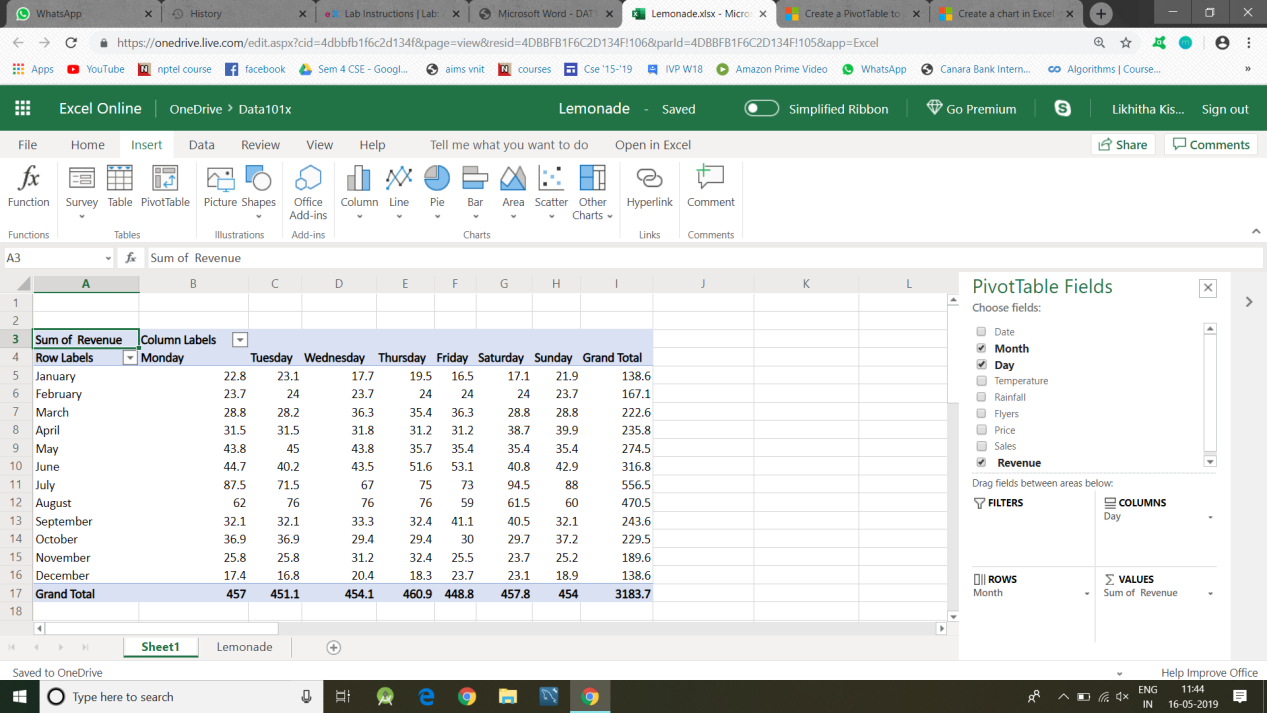 WhatsApp
History
Lab Instructions | Lab:
Microsoft Word - DAT
Lemonade.xlsx - Micro
Create a PivotTable to
Create a chart in Excel
https://onedrive.live.com/edit.aspx?cid=4dbbfb1f6c2d134f&page=view&resid=4DBBFB1F6C2D134F!106&parId=4DBBFB1F6C2D134F!105&app=Excel
Apps YouTube nptel course facebook Sem 4 CSE - Googl... aims vnit courses Cse '15-'19 IVP W18 Amazon Prime Video WhatsApp Canara Bank Intern... Algorithms | Course... »
Excel Online OneDrive > Data101x Lemonade - Saved Simplified Ribbon Go Premium Likhitha Kis... Sign out
File Home Insert Data Review View Help Tell me what you want to do Open in Excel Share Comments
Function Survey Table PivotTable Picture Shapes Office Add-ins Column Line Pie Bar Area Scatter Other Charts Hyperlink Comment
Functions Tables Illustrations Add-ins Charts Links Comments
A3 fx Sum of Revenue
A B C D E F G H I J K L
1
2
3 Sum of Revenue Column Labels
4 Row Labels Monday Tuesday Wednesday Thursday Friday Saturday Sunday Grand Total
5 January 22.8 23.1 17.7 19.5 16.5 17.1 21.9 138.6
6 February 23.7 24 23.7 24 24 24 23.7 167.1
7 March 28.8 28.2 36.3 35.4 36.3 28.8 28.8 222.6
8 April 31.5 31.5 31.8 31.2 31.2 38.7 39.9 235.8
9 May 43.8 45 43.8 35.7 35.4 35.4 35.4 274.5
10 June 44.7 40.2 43.5 51.6 53.1 40.8 42.9 316.8
11 July 87.5 71.5 67 75 73 94.5 88 556.5
12 August 62 76 76 76 59 61.5 60 470.5
13 September 32.1 32.1 33.3 32.4 41.1 40.5 32.1 243.6
14 October 36.9 36.9 29.4 29.4 30 29.7 37.2 229.5
15 November 25.8 25.8 31.2 32.4 25.5 23.7 25.2 189.6
16 December 17.4 16.8 20.4 18.3 23.7 23.1 18.9 138.6
17 Grand Total 457 451.1 454.1 460.9 448.8 457.8 454 3183.7
18
PivotTable Fields
Choose fields:
Date
Month
Day
Temperature
Rainfall
Flyers
Price
Sales
Revenue
Drag fields between areas below:
FILTERS
COLUMNS
Day
ROWS
Month
Σ VALUES
Sum of Revenue
Sheet1 Lemonade
Saved to OneDrive Help Improve Office
Type here to search
ENG
IN
11:44
16-05-2019